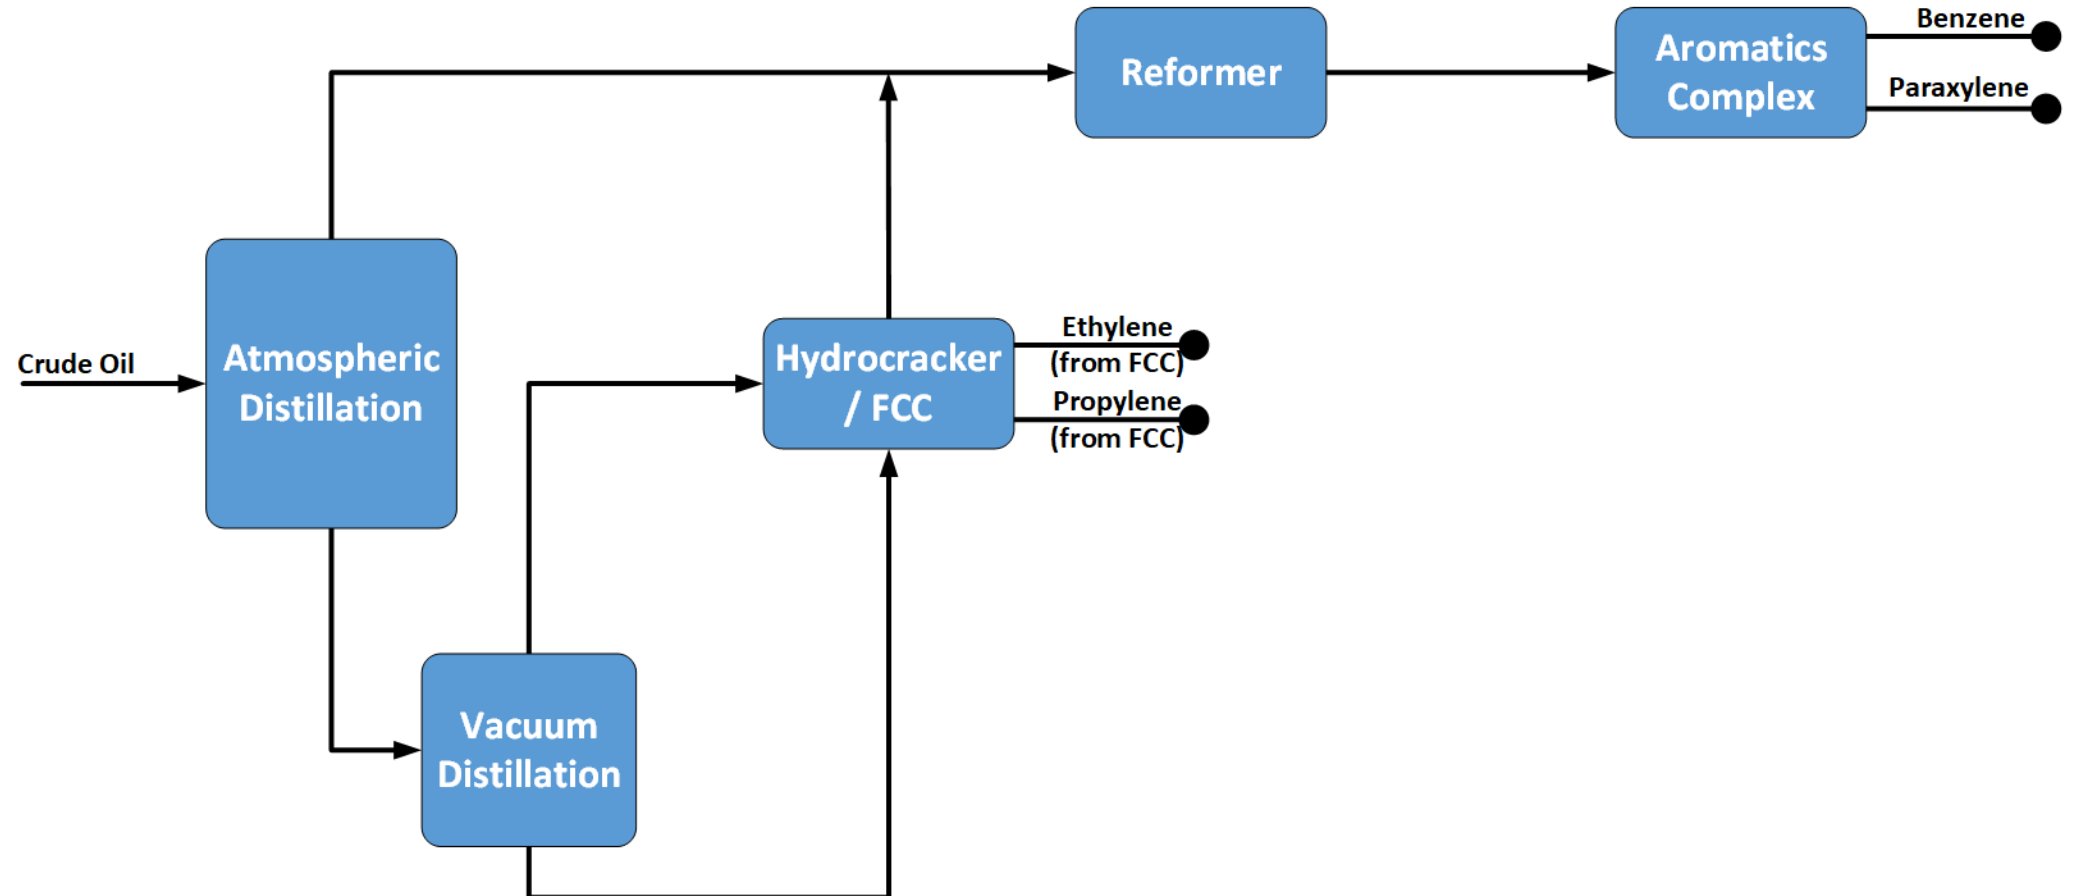 Reformer
Aromatics
Complex
Benzene
Paraxylene
Crude Oil
Atmospheric
Distillation
Hydrocracker
/ FCC
Ethylene
(from FCC)
Propylene
(from FCC)
Vacuum
Distillation